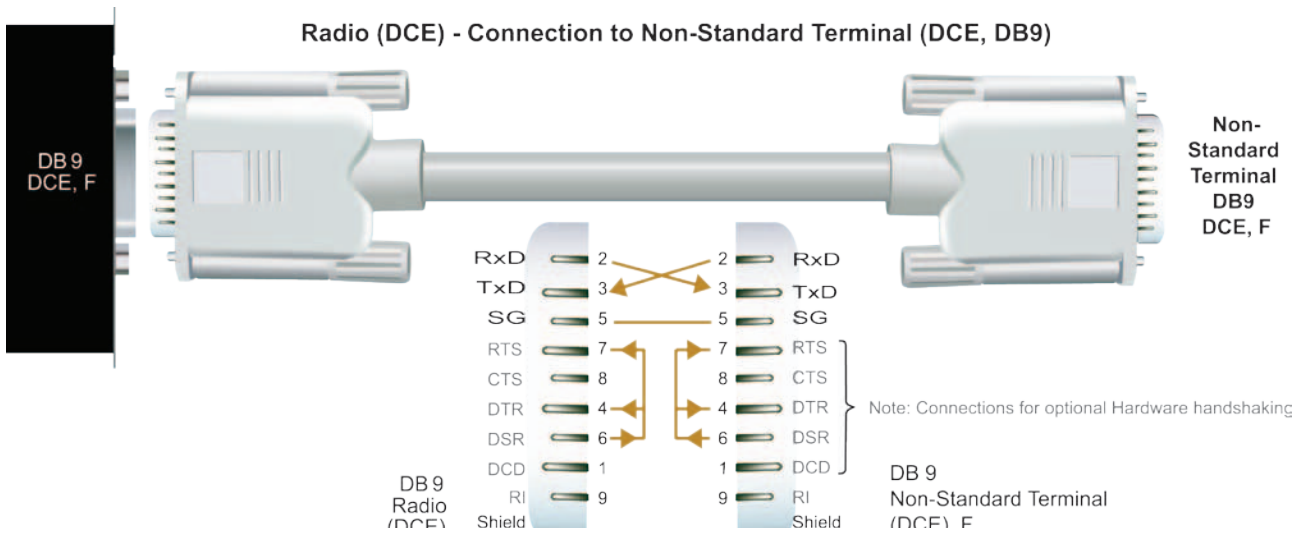 Radio (DCE) - Connection to Non-Standard Terminal (DCE, DB9)
DB 9
DCE, F
Non-
Standard
Terminal
DB9
DCE, F
RxD 2 2 RxD
TxD 3 3 TxD
SG 5 5 SG
RTS 7 7 RTS
CTS 8 8 CTS
DTR 4 4 DTR
DSR 6 6 DSR
DCD 1 1 DCD
RI 9 9 RI
Shield Shield
Note: Connections for optional Hardware handshaking
DB 9
Radio
(DCE)
DB 9
Non-Standard Terminal
(DCE), F